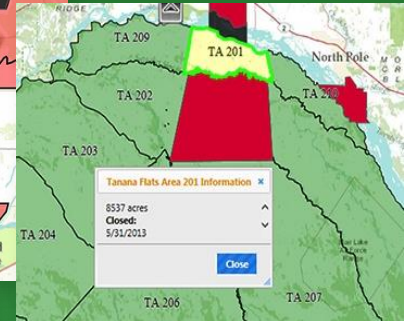 RIDGE
TA 209
TA 201
North Pole
TA 202
TA 203
Tanana Flats Area 201 Information ×
8537 acres
Closed:
5/31/2013
Close
TA 204
TA 206
TA 207